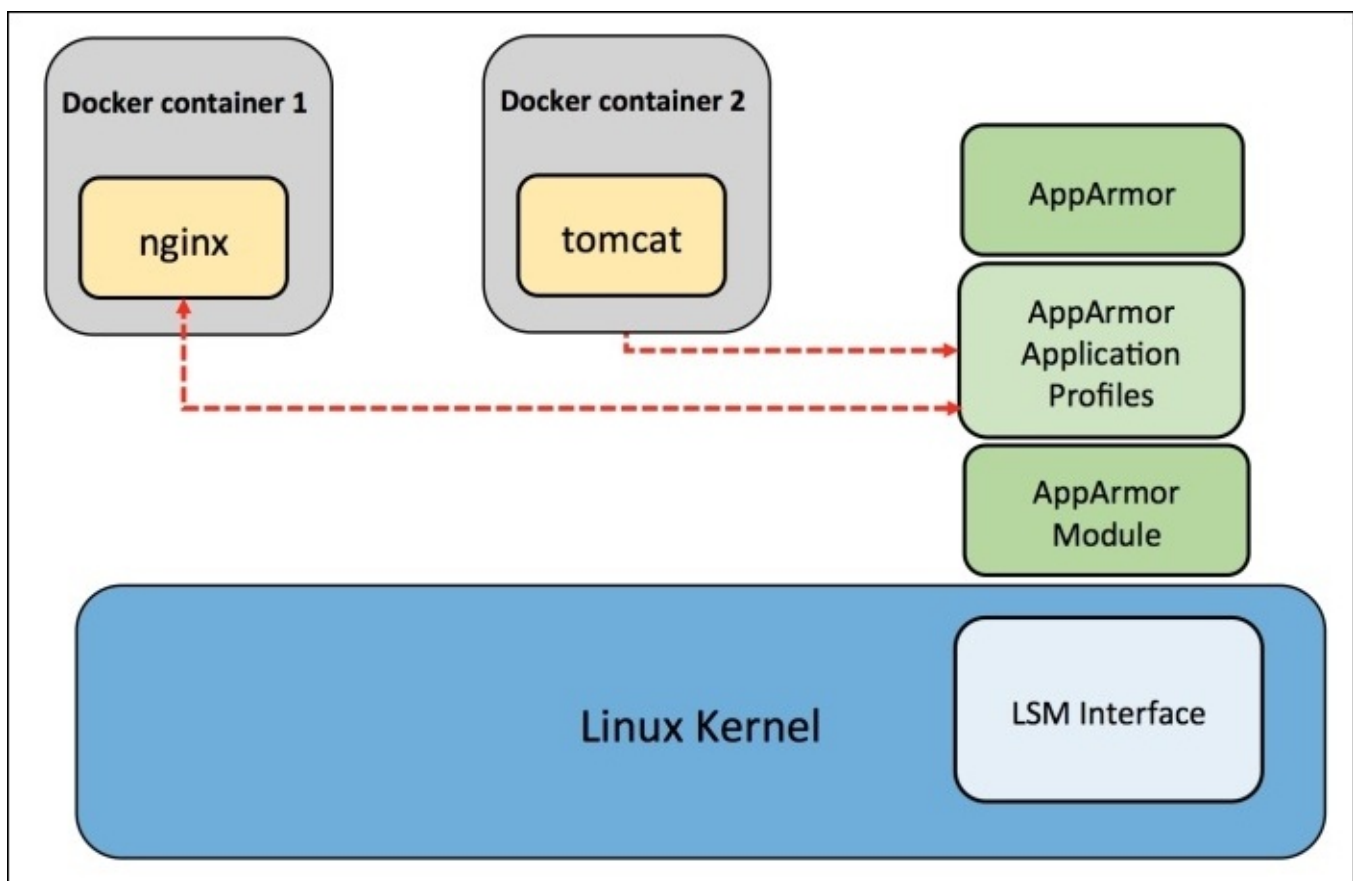 Docker container 1
Docker container 2
nginx
tomcat
AppArmor
AppArmor
Application
Profiles
AppArmor
Module
Linux Kernel
LSM Interface